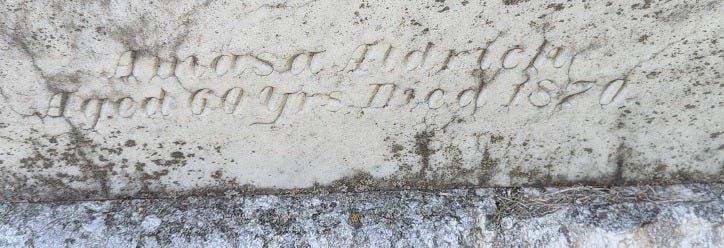 Amasa Aldrich
Aged 60 Yrs Died 1870